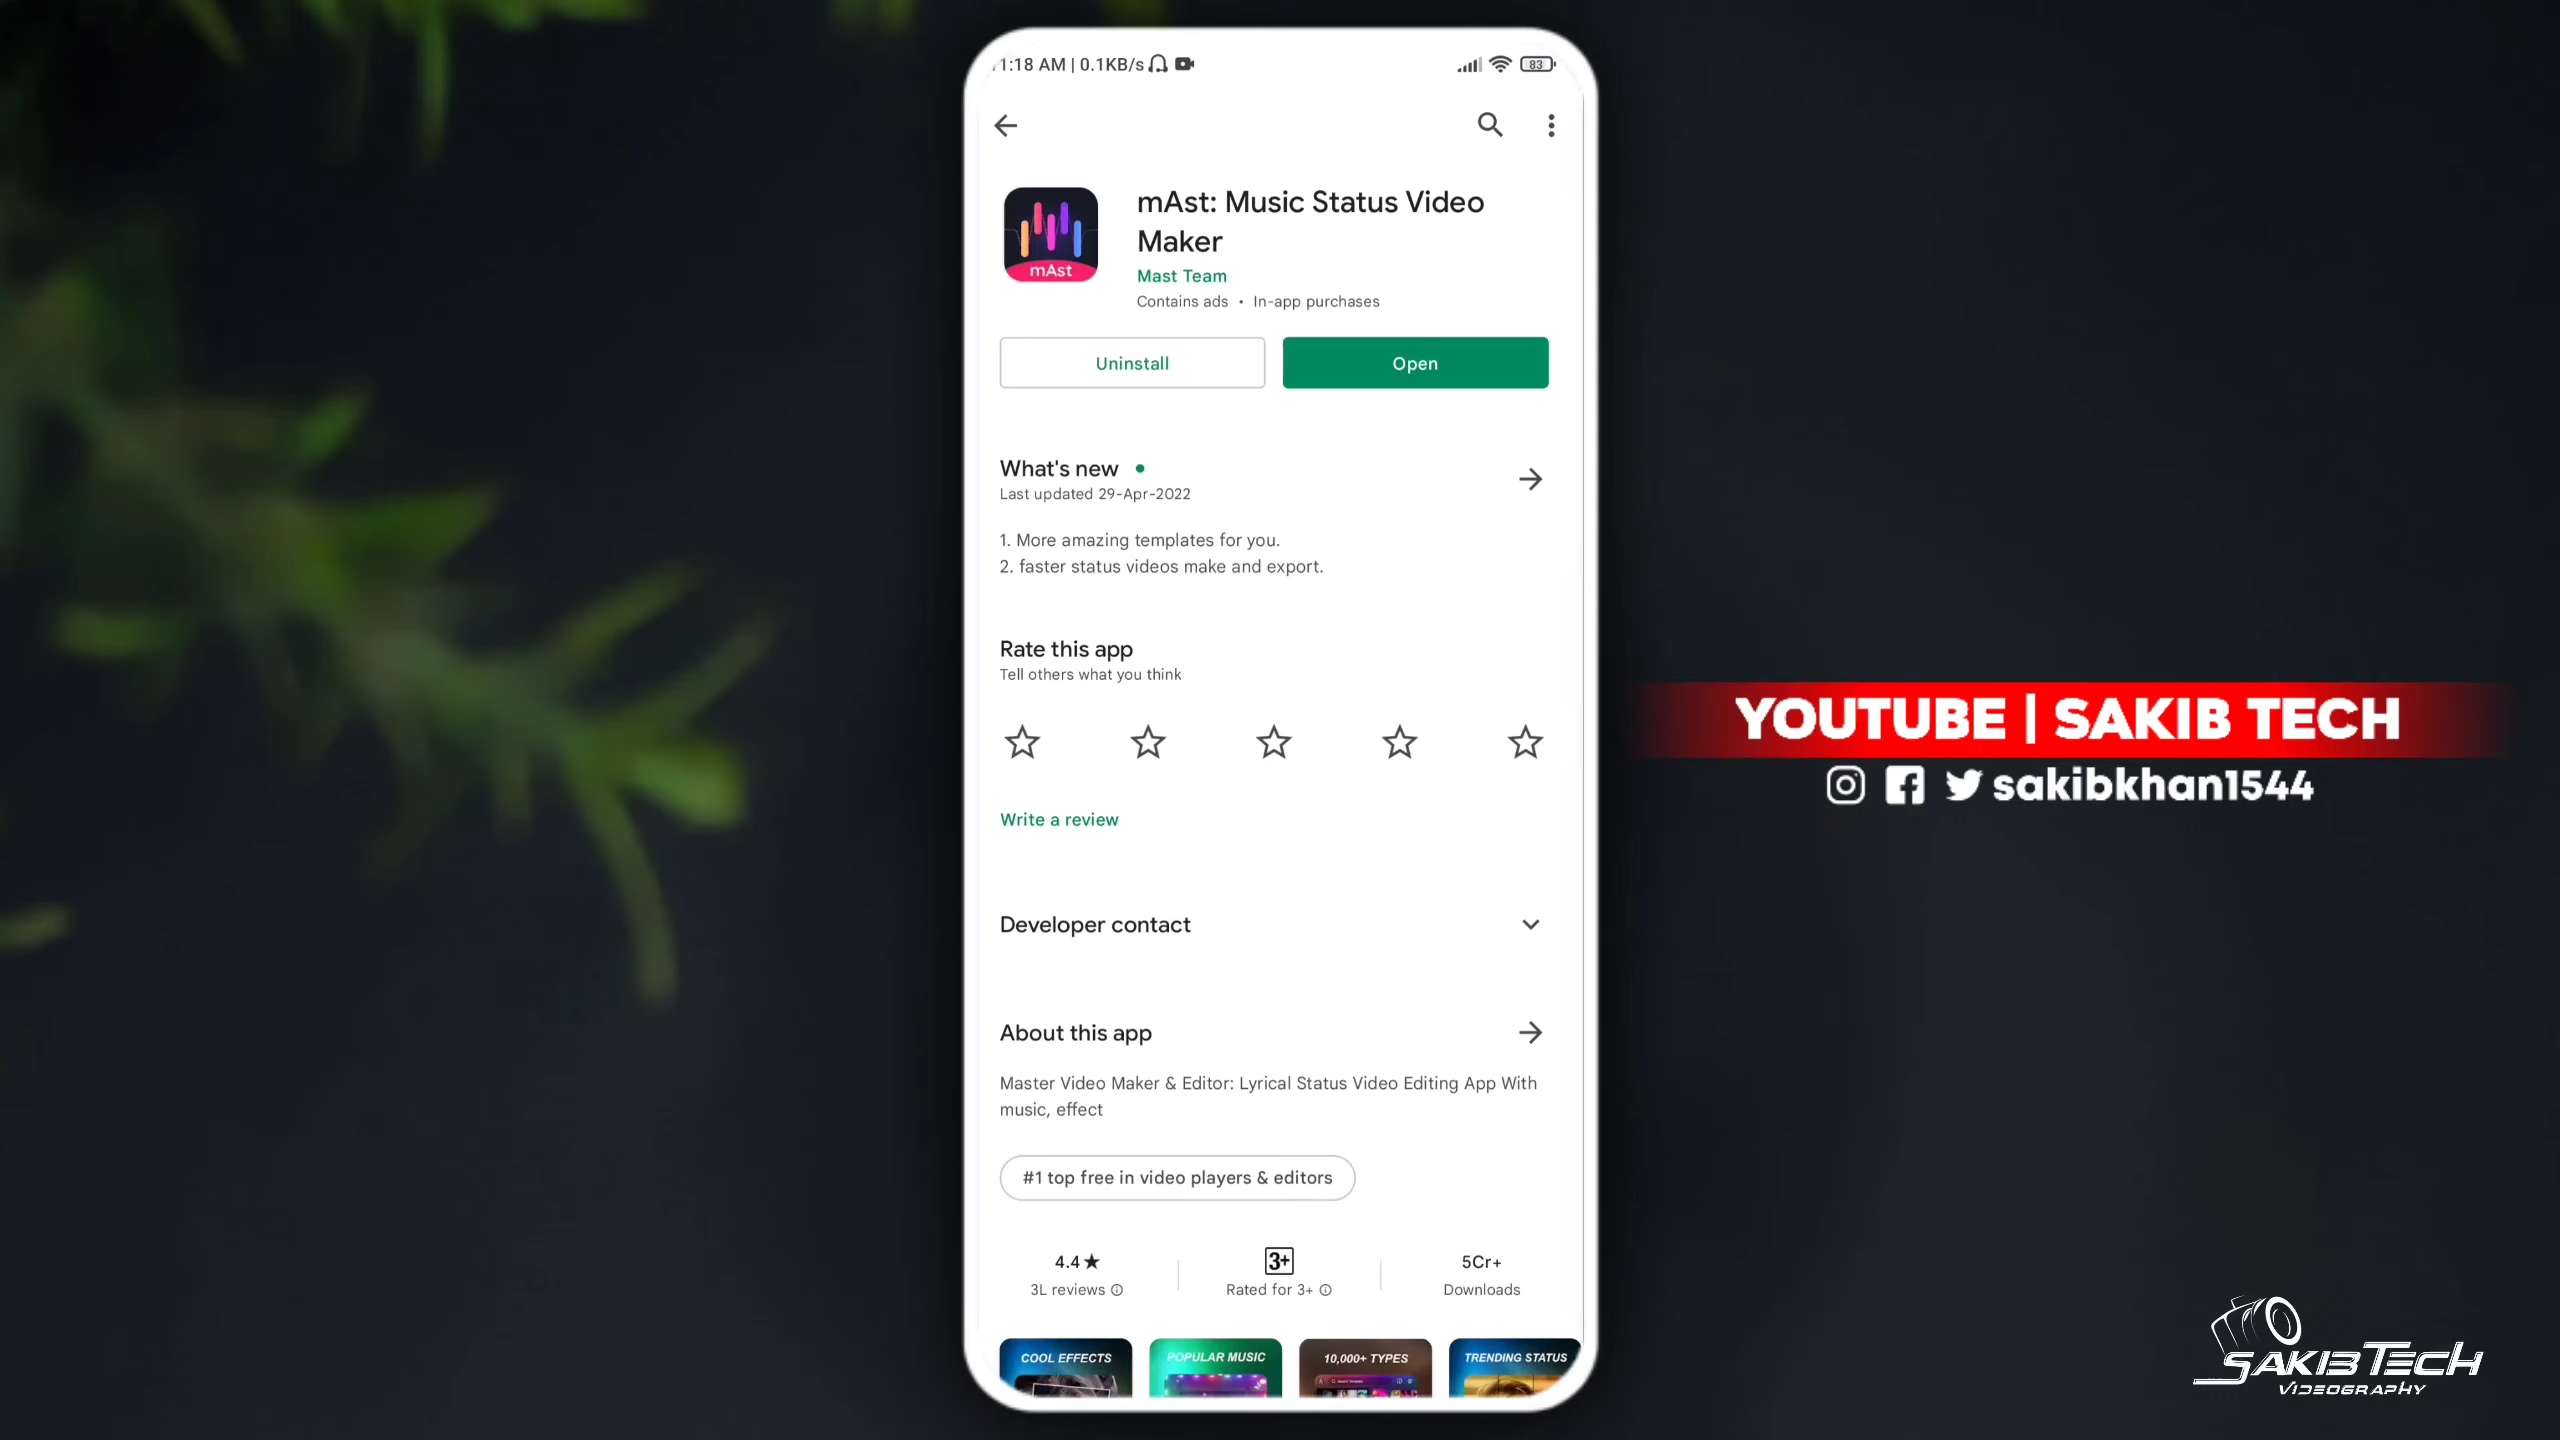 1:18 AM | 0.1KB/s
83
mAst: Music Status Video
Maker
mAst
Mast Team
Contains ads • In-app purchases
Uninstall
Open
What's new
Last updated 29-Apr-2022
1. More amazing templates for you.
2. faster status videos make and export.
Rate this app
Tell others what you think
Write a review
Developer contact
About this app
Master Video Maker & Editor: Lyrical Status Video Editing App With
music, effect
#1 top free in video players & editors
4.4★
3L reviews
3+
Rated for 3+
5Cr+
Downloads
COOL EFFECTS
POPULAR MUSIC
10,000+ TYPES
TRENDING STATUS
YOUTUBE | SAKIB TECH
sakibkhan1544
SAKIB TECH
VIDEOGRAPHY